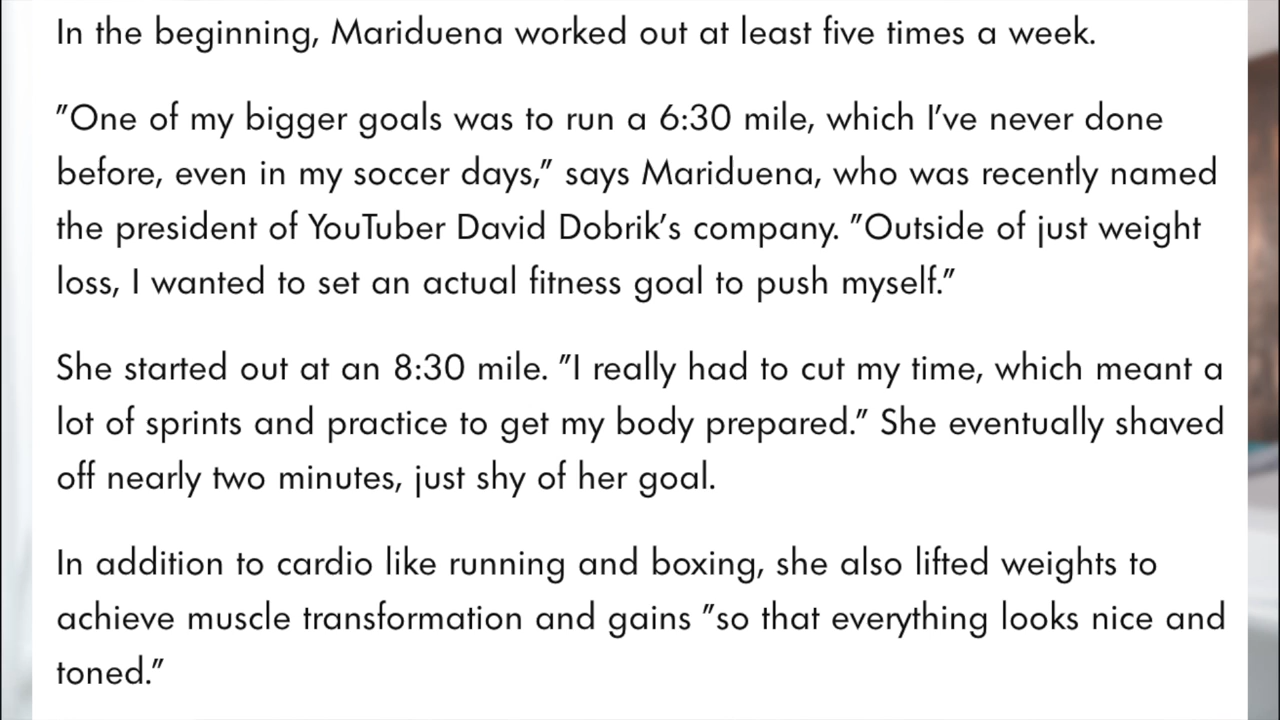 In the beginning, Mariduena worked out at least five times a week.
"One of my bigger goals was to run a 6:30 mile, which I've never done
before, even in my soccer days," says Mariduena, who was recently named
the president of YouTuber David Dobrik's company. "Outside of just weight
loss, I wanted to set an actual fitness goal to push myself."
She started out at an 8:30 mile. "I really had to cut my time, which meant a
lot of sprints and practice to get my body prepared." She eventually shaved
off nearly two minutes, just shy of her goal.
In addition to cardio like running and boxing, she also lifted weights to
achieve muscle transformation and gains "so that everything looks nice and
toned."